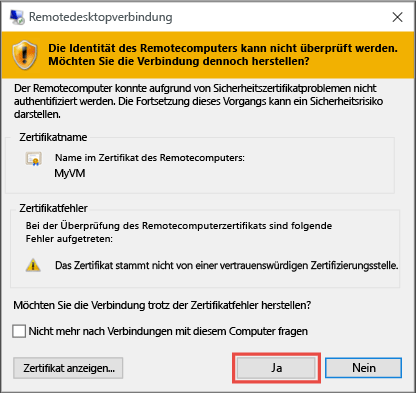 Remotedesktopverbindung
Die Identität des Remotecomputers kann nicht überprüft werden.
Möchten Sie die Verbindung dennoch herstellen?
Der Remotecomputer konnte aufgrund von Sicherheitszertifikatproblemen nicht
authentifiziert werden. Die Fortsetzung dieses Vorgangs kann ein Sicherheitsrisiko
darstellen.
Zertifikatname
Name im Zertifikat des Remotecomputers:
MyVM
Zertifikatfehler
Bei der Überprüfung des Remotecomputerzertifikats sind folgende
Fehler aufgetreten:
Das Zertifikat stammt nicht von einer vertrauenswürdigen Zertifizierungsstelle.
Möchten Sie die Verbindung trotz der Zertifikatfehler herstellen?
Nicht mehr nach Verbindungen mit diesem Computer fragen
Zertifikat anzeigen... Ja Nein